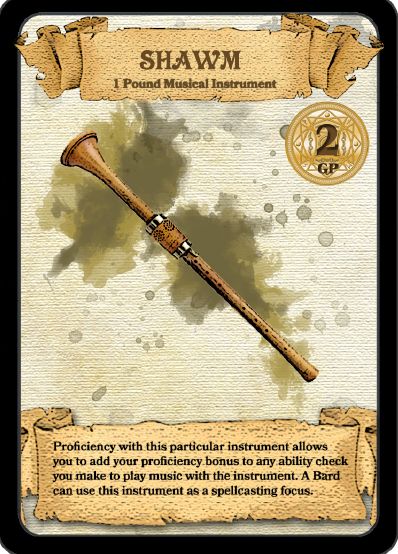 SHAWM
1 Pound Musical Instrument
2
GP
Proficiency with this particular instrument allows
you to add your proficiency bonus to any ability check
you make to play music with the instrument. A Bard
can use this instrument as a spellcasting focus.